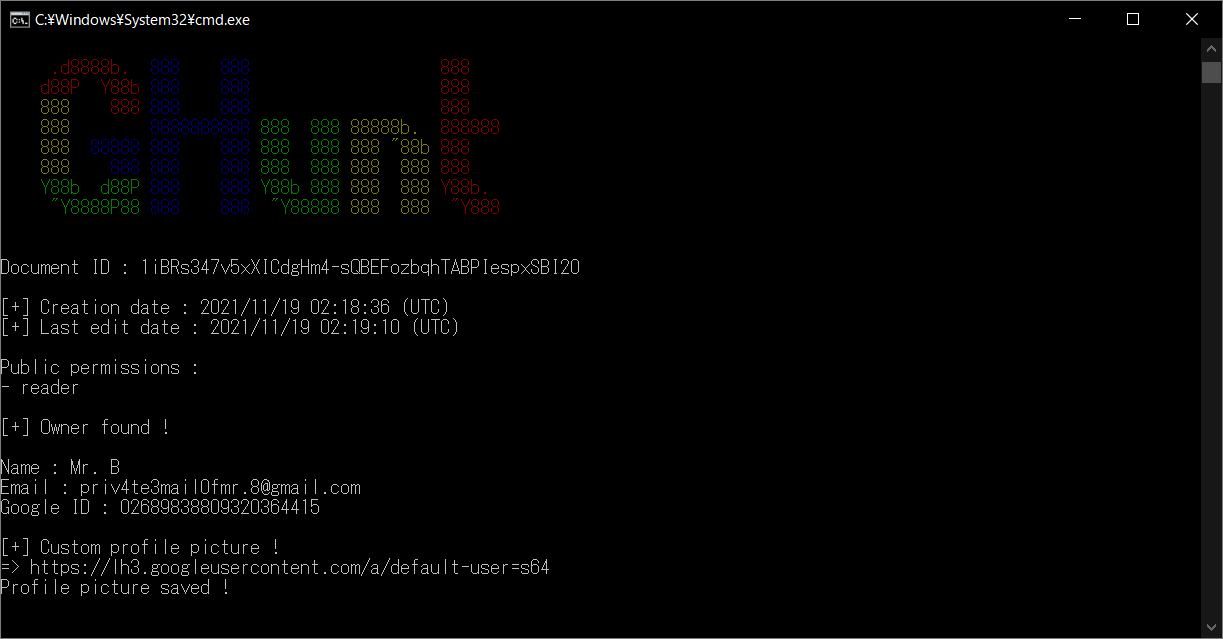 C:¥Windows¥System32¥cmd.exe
GHunt
Document ID : 1iBRs347v5xXICdgHm4-sQBEFozbqhTABPIespxSBI20
[+] Creation date : 2021/11/19 02:18:36 (UTC)
[+] Last edit date : 2021/11/19 02:19:10 (UTC)
Public permissions :
- reader
[+] Owner found !
Name : Mr. B
Email : priv4te3mail0fmr.8@gmail.com
Google ID : 02689838809320364415
[+] Custom profile picture !
=> https://lh3.googleusercontent.com/a/default-user=s64
Profile picture saved !